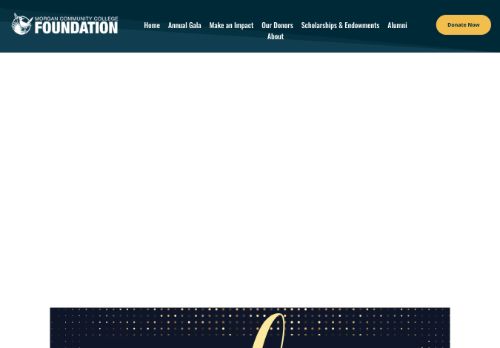 MORGAN COMMUNITY COLLEGE
FOUNDATION
Home Annual Gala Make an Impact Our Donors Scholarships & Endowments Alumni
About
Donate Now